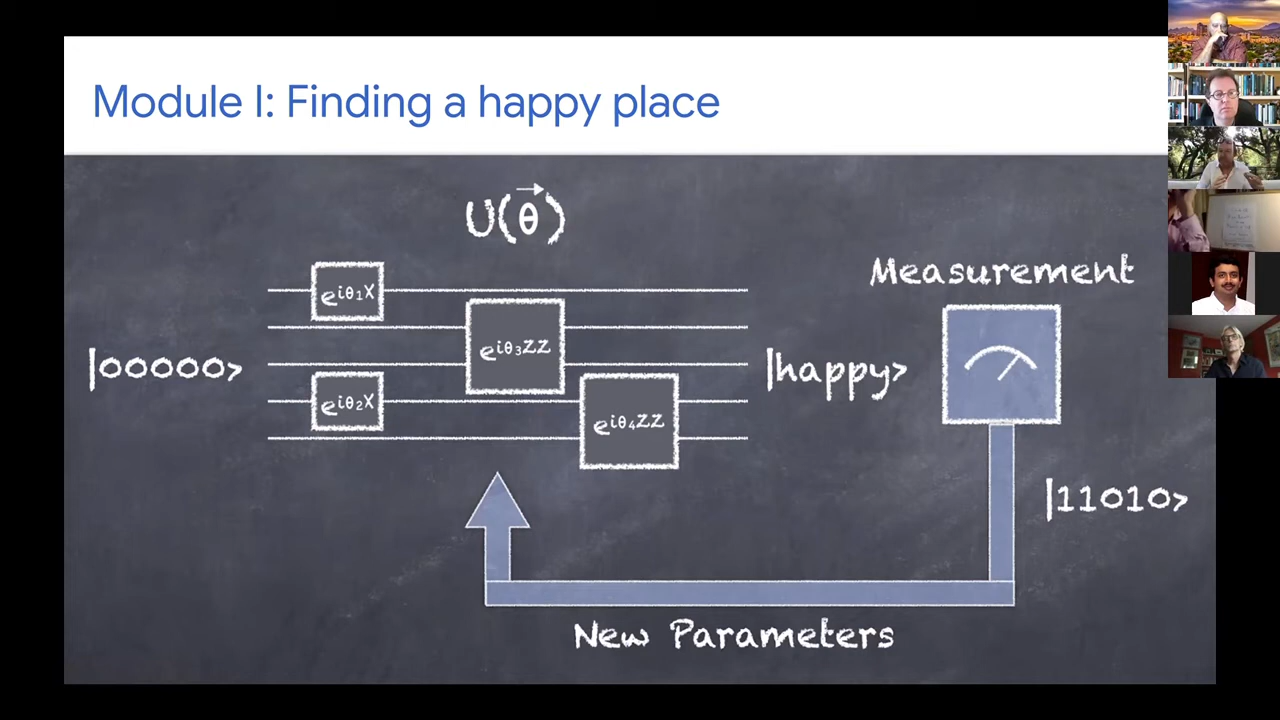 Module I: Finding a happy place
U(θ⃗)
Measurement
e^{iθ₁X}
e^{iθ₃ZZ}
|00000>
|happy>
e^{iθ₂X}
e^{iθ₄ZZ}
|11010>
New Parameters